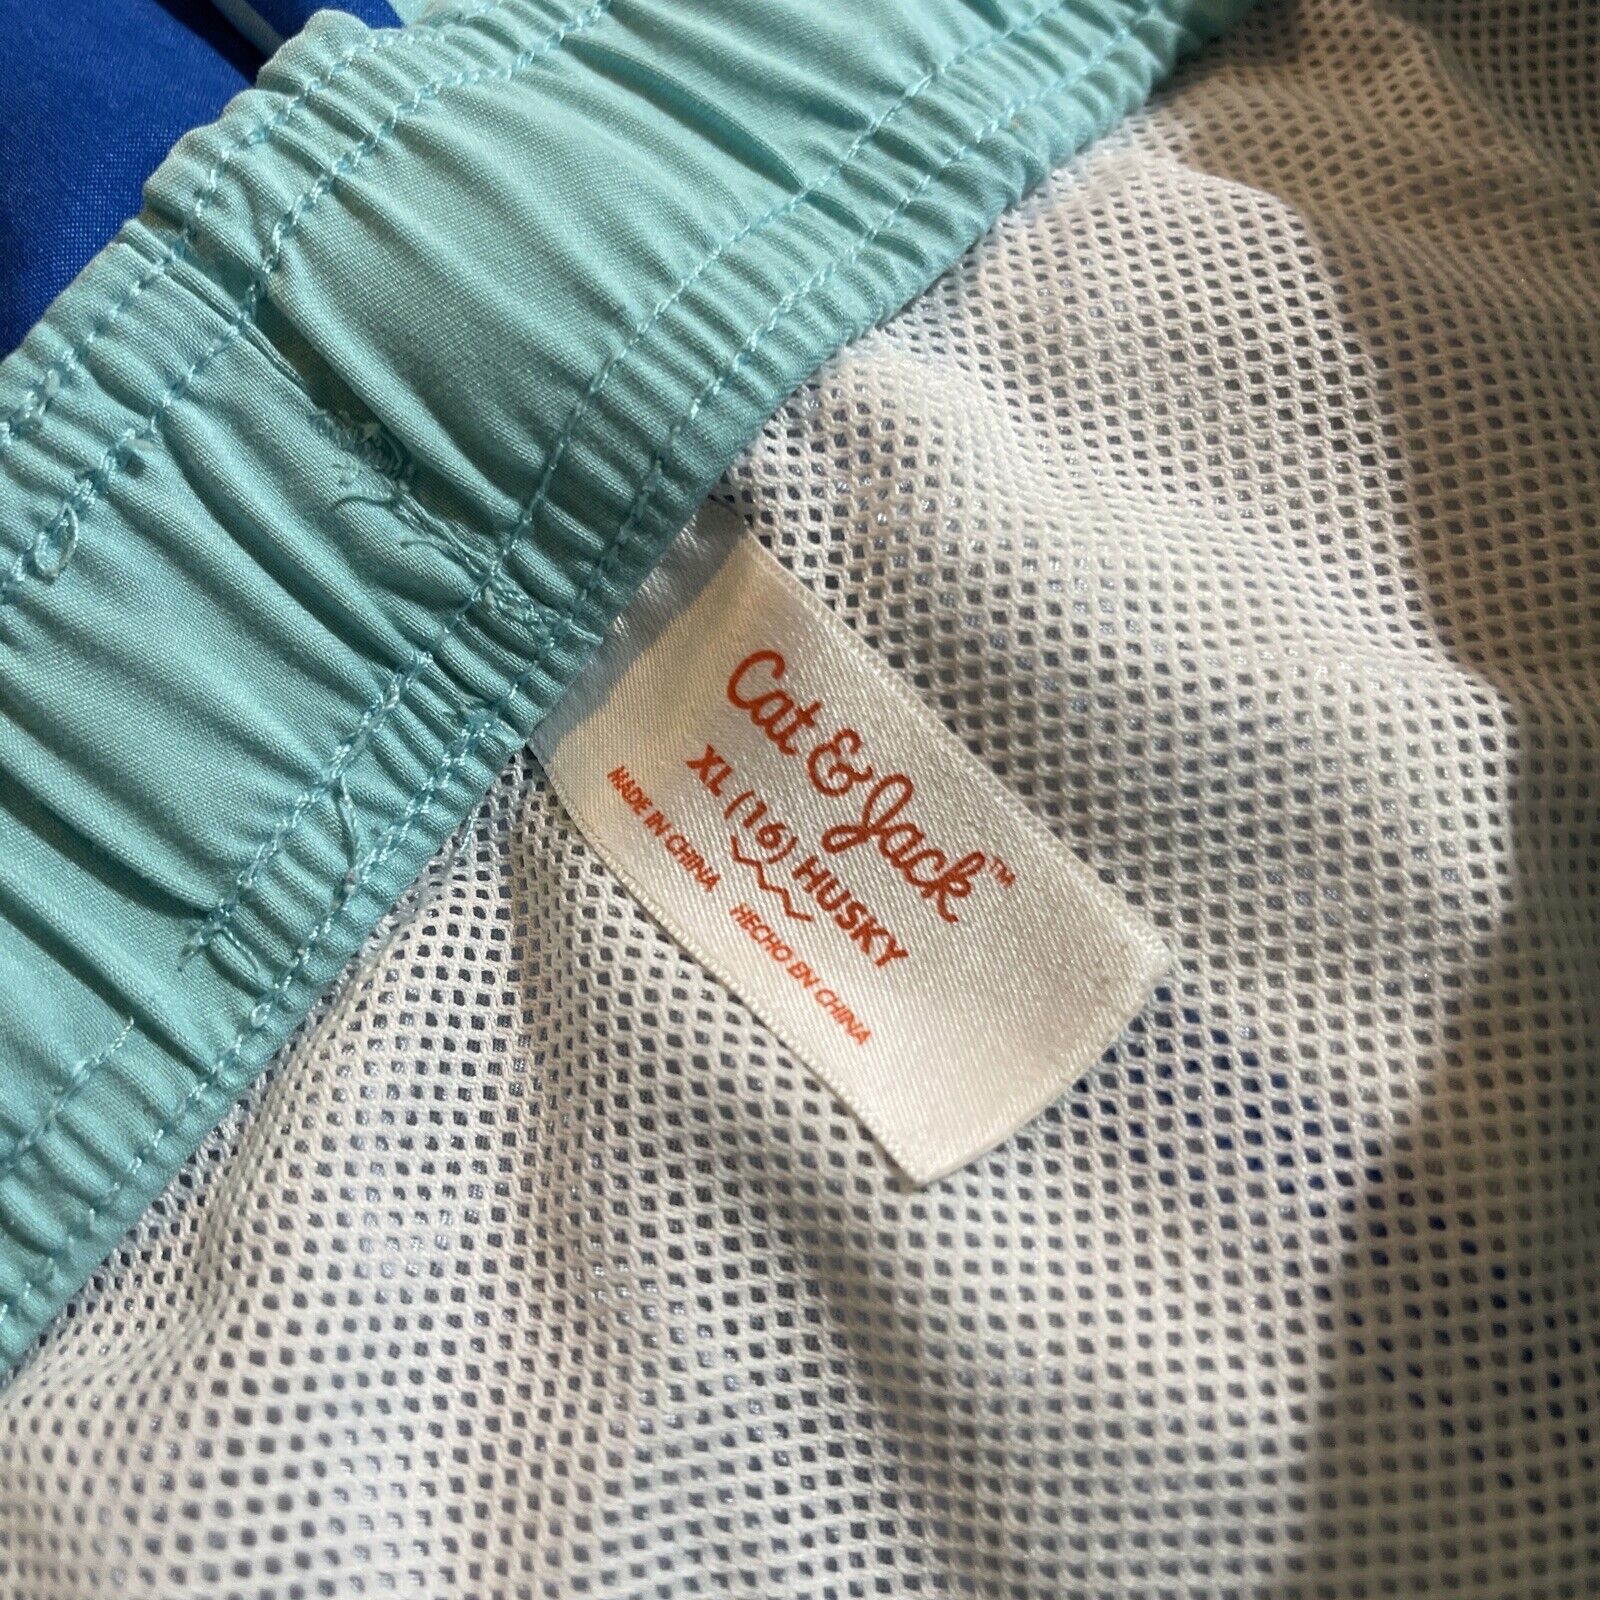 Cat & Jack™
XL (16) HUSKY
MADE IN CHINA HECHO EN CHINA